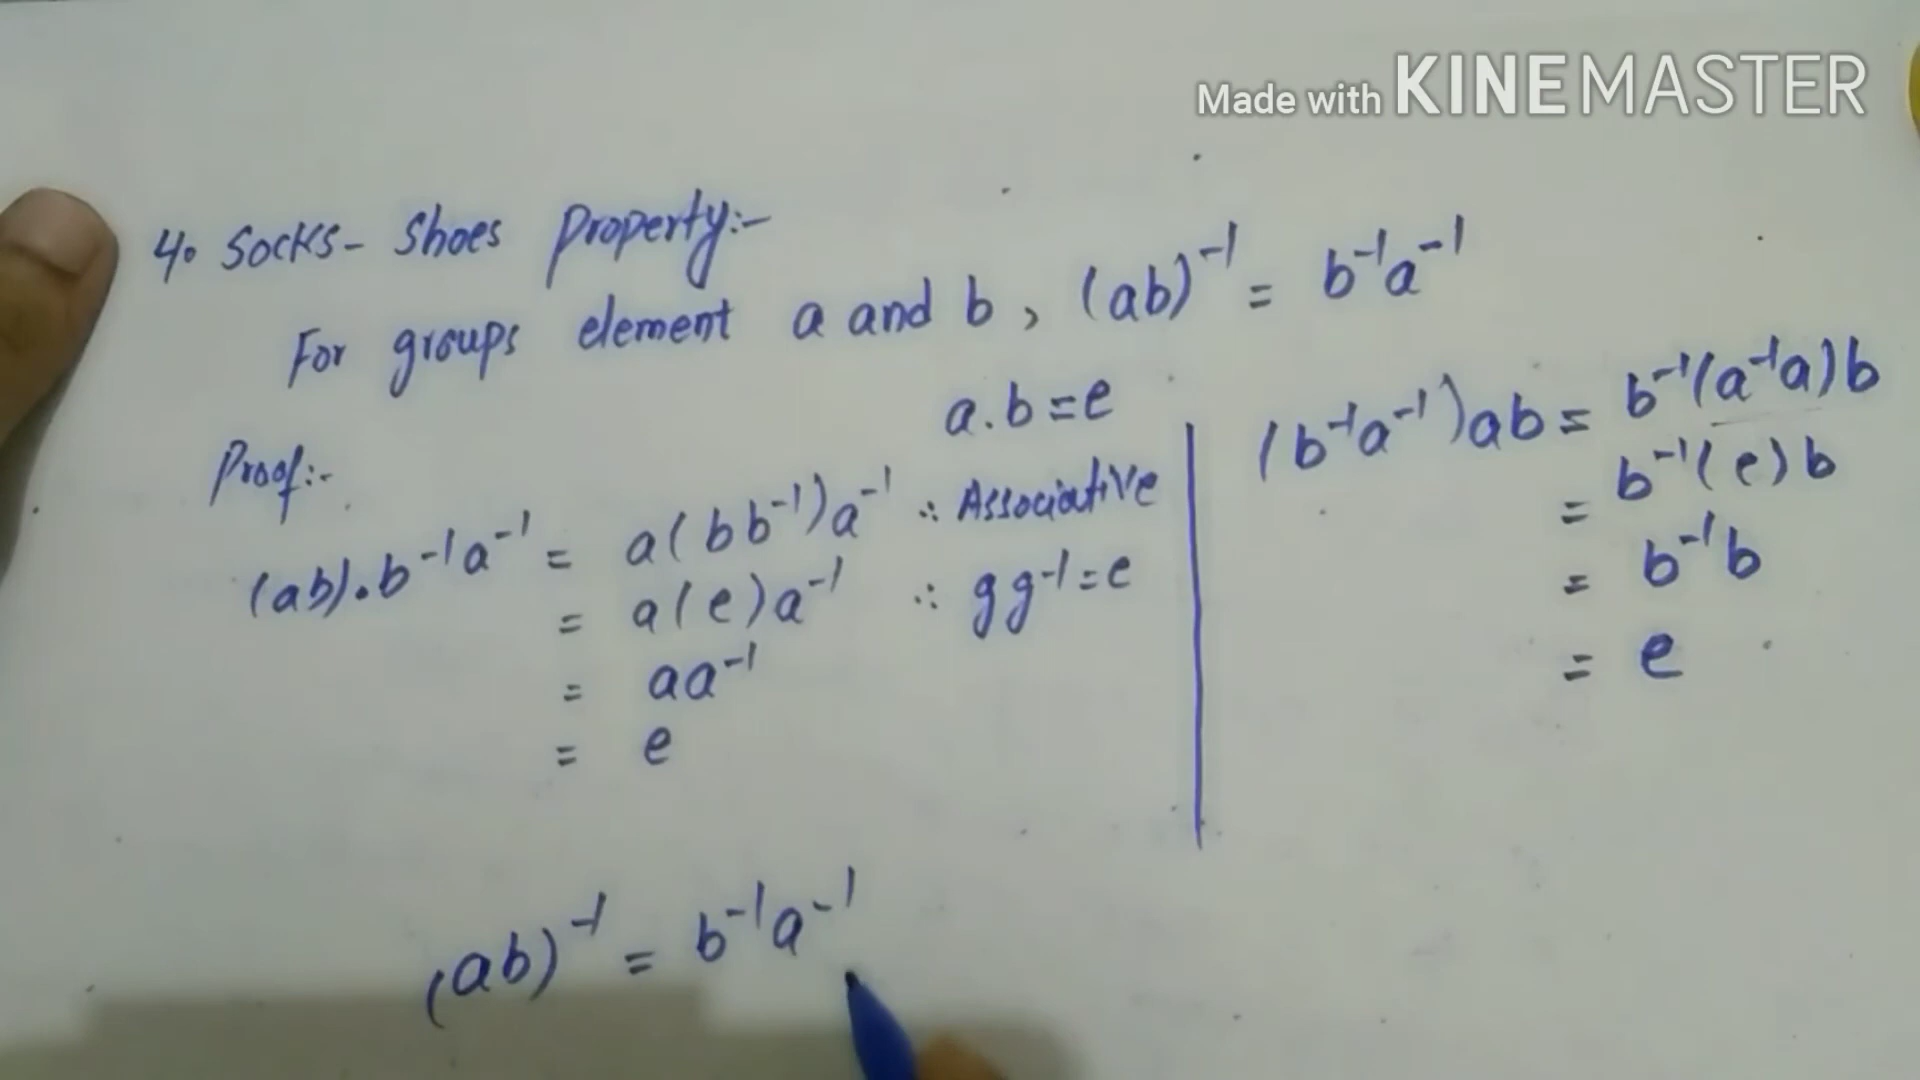 Made with KINEMASTER
4. Socks-Shoes Property:-
For groups element a and b, (ab)⁻¹ = b⁻¹a⁻¹
a.b=e
Proof:-
(ab).b⁻¹a⁻¹ = a(bb⁻¹)a⁻¹ ∴ Associative
= a(e)a⁻¹ ∴ gg⁻¹=e
= aa⁻¹
= e
(b⁻¹a⁻¹)ab = b⁻¹(a⁻¹a)b
= b⁻¹(e)b
= b⁻¹b
= e
(ab)⁻¹ = b⁻¹a⁻¹